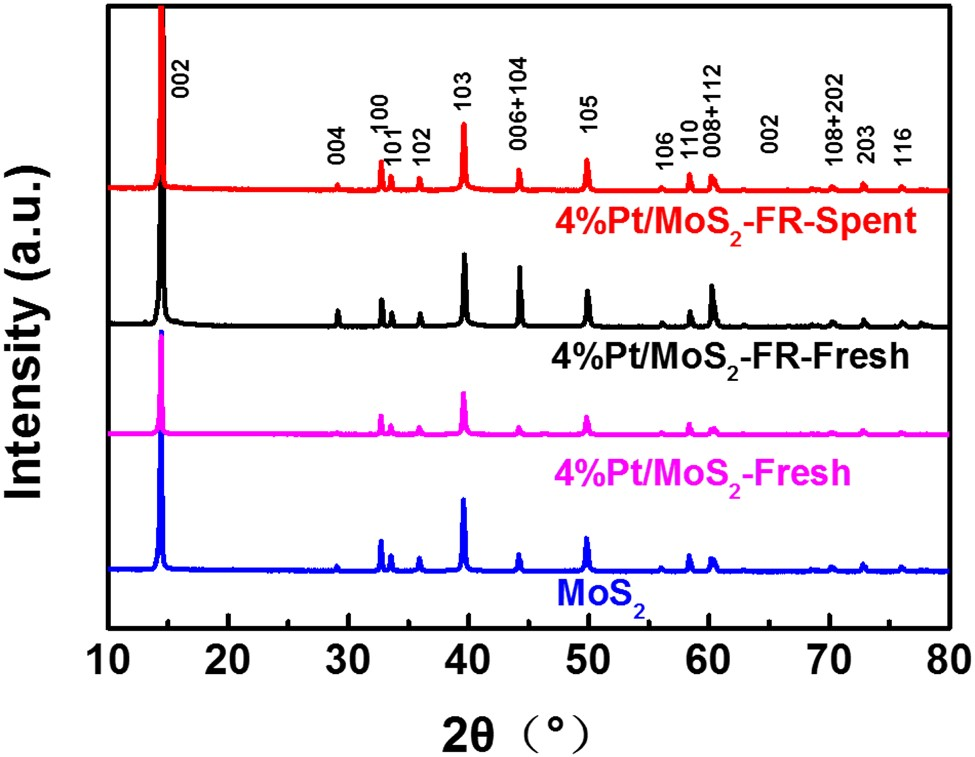 Intensity (a.u.)
002
004
100
101
102
103
006+104
105
106
110
008+112
002
108+202
203
116
4%Pt/MoS₂-FR-Spent
4%Pt/MoS₂-FR-Fresh
4%Pt/MoS₂-Fresh
MoS₂
10 20 30 40 50 60 70 80
2θ（°）